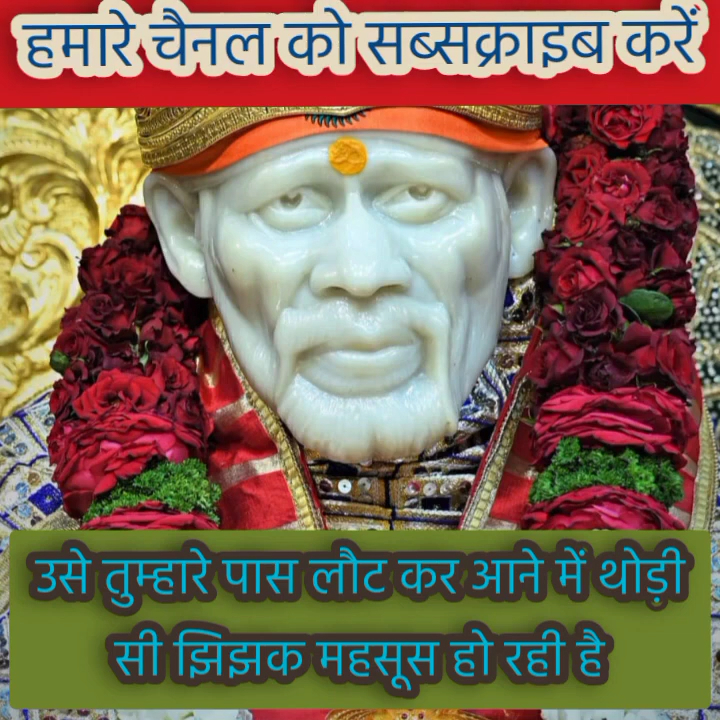 हमारे चैनल को सब्सक्राइब करें
उसे तुम्हारे पास लौट कर आने में थोड़ी
सी झिझक महसूस हो रही है